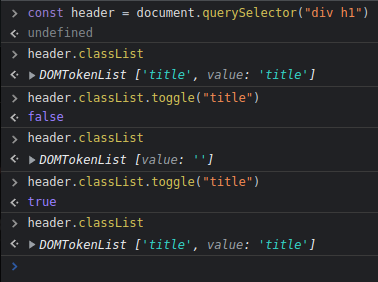 const header = document.querySelector("div h1")
undefined
header.classList
DOMTokenList ['title', value: 'title']
header.classList.toggle("title")
false
header.classList
DOMTokenList [value: '']
header.classList.toggle("title")
true
header.classList
DOMTokenList ['title', value: 'title']